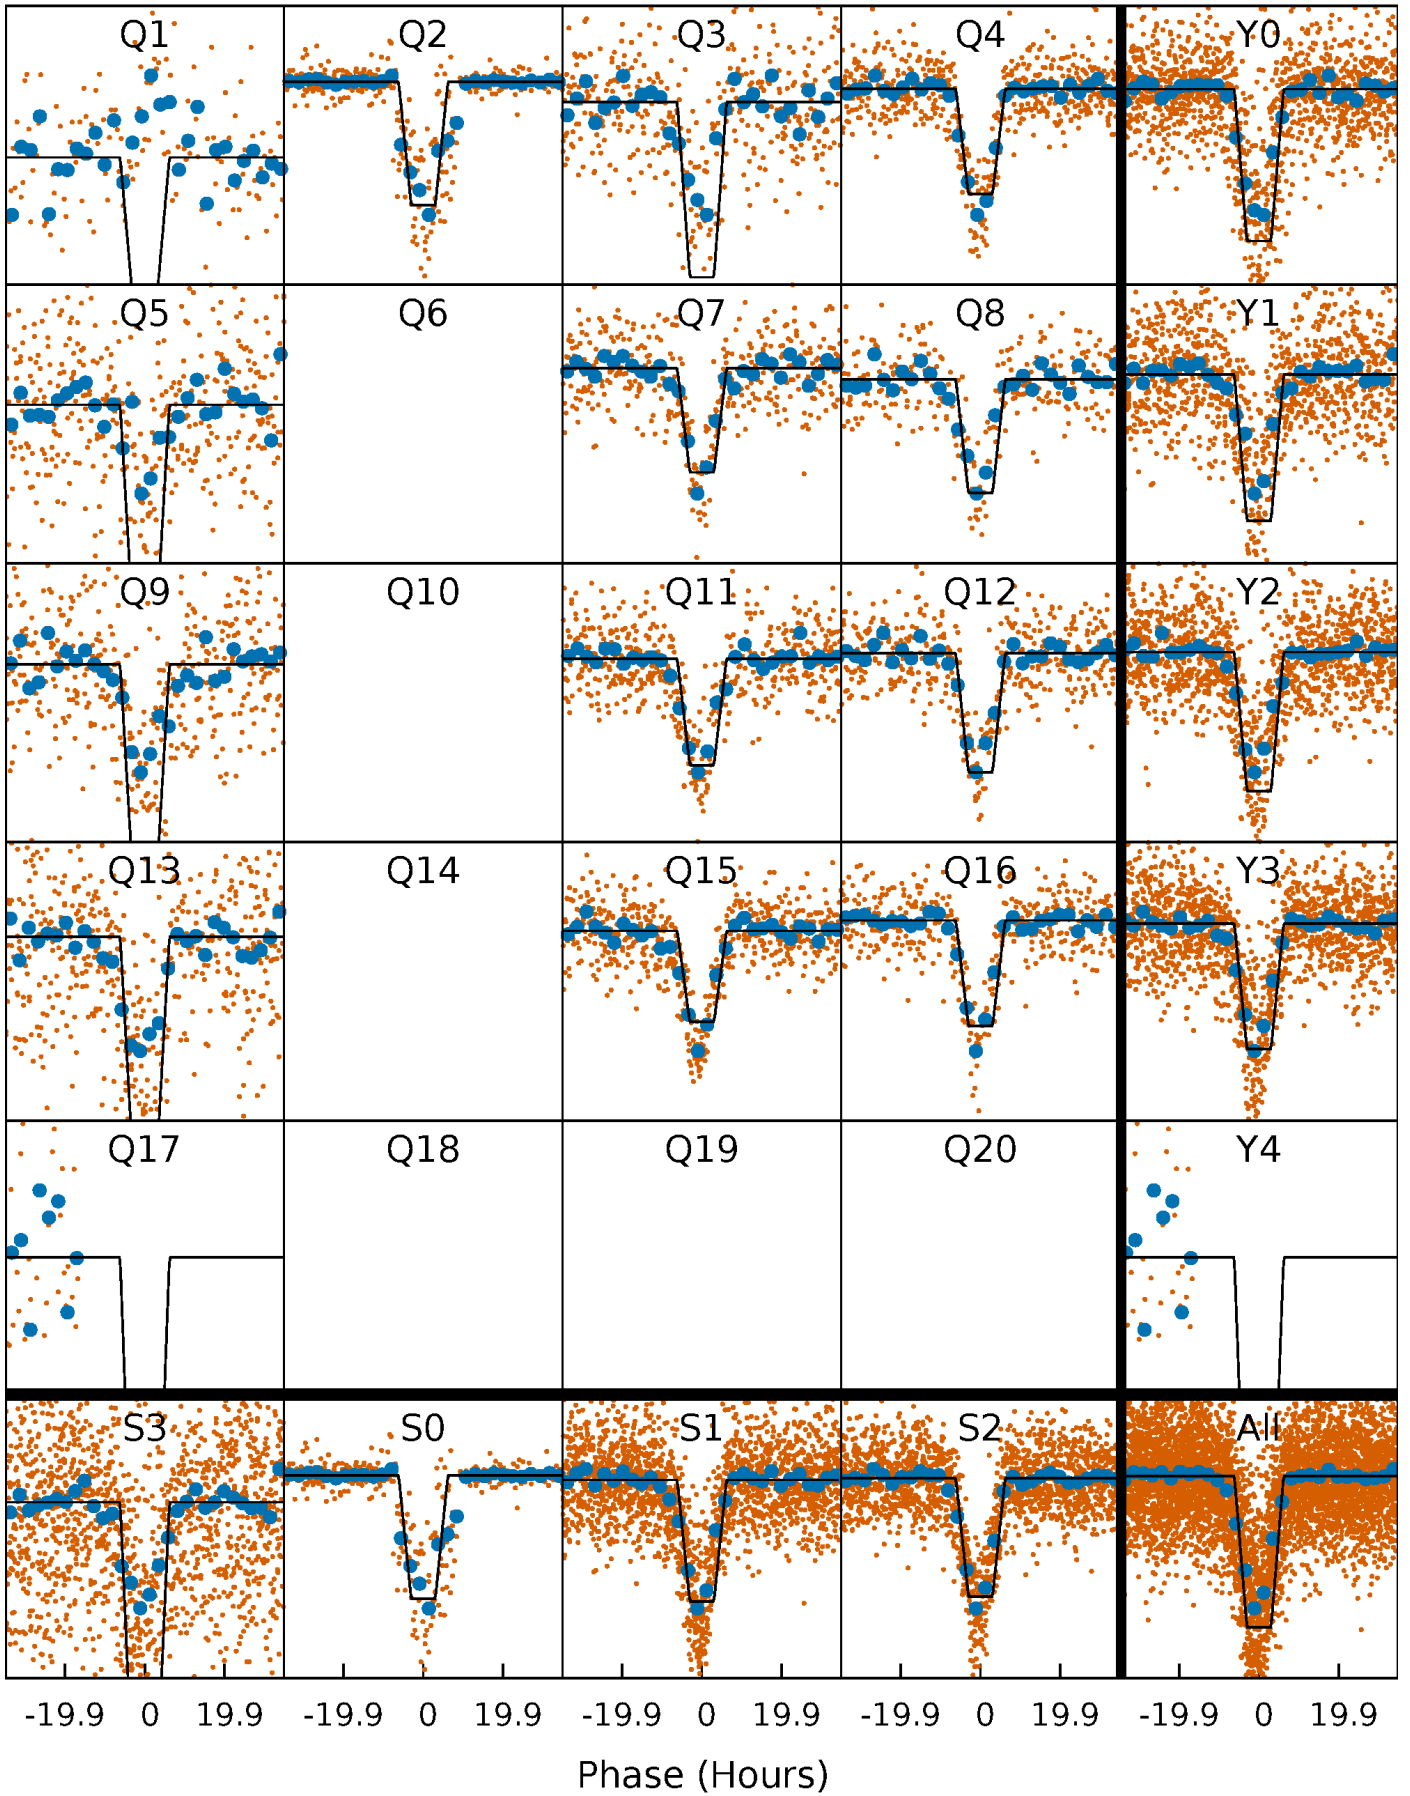 Q1 Q2 Q3 Q4 Y0
Q5 Q6 Q7 Q8 Y1
Q9 Q10 Q11 Q12 Y2
Q13 Q14 Q15 Q16 Y3
Q17 Q18 Q19 Q20 Y4
S3 S0 S1 S2 All
-19.9 0 19.9 -19.9 0 19.9 -19.9 0 19.9 -19.9 0 19.9 -19.9 0 19.9
Phase (Hours)